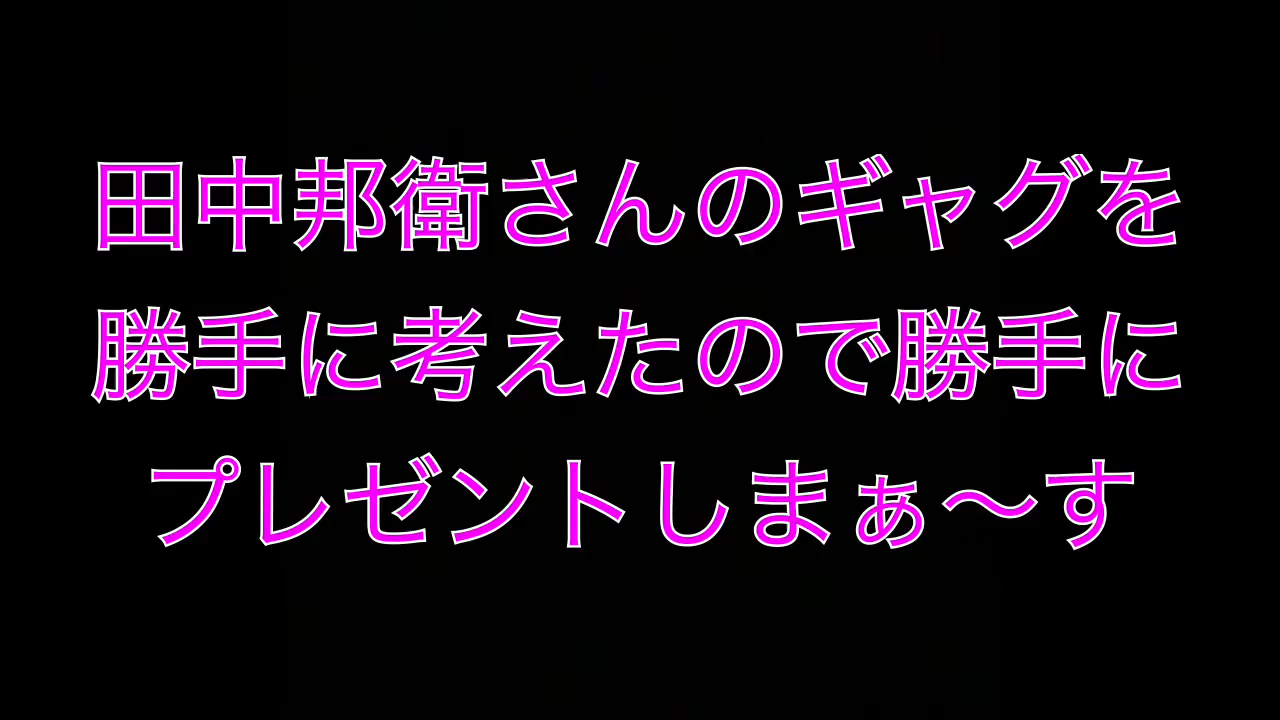 田中邦衛さんのギャグを
勝手に考えたので勝手に
プレゼントしまぁ〜す